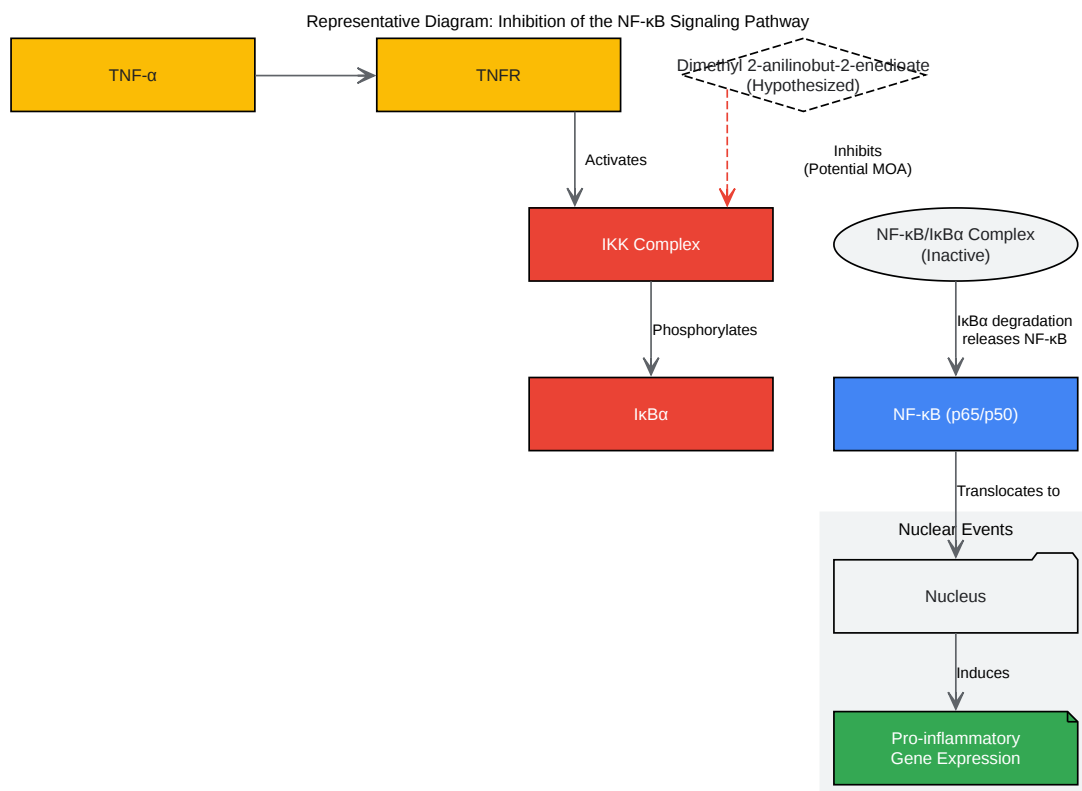 Representative Diagram: Inhibition of the NF-κB Signaling Pathway
TNF-α
TNFR
Dimethyl 2-anilinobut-2-enedioate
(Hypothesized)
Activates
Inhibits
(Potential MOA)
IKK Complex
NF-κB/IκBα Complex
(Inactive)
Phosphorylates
IκBα degradation
releases NF-κB
IκBα
NF-κB (p65/p50)
Translocates to
Nuclear Events
Nucleus
Induces
Pro-inflammatory
Gene Expression